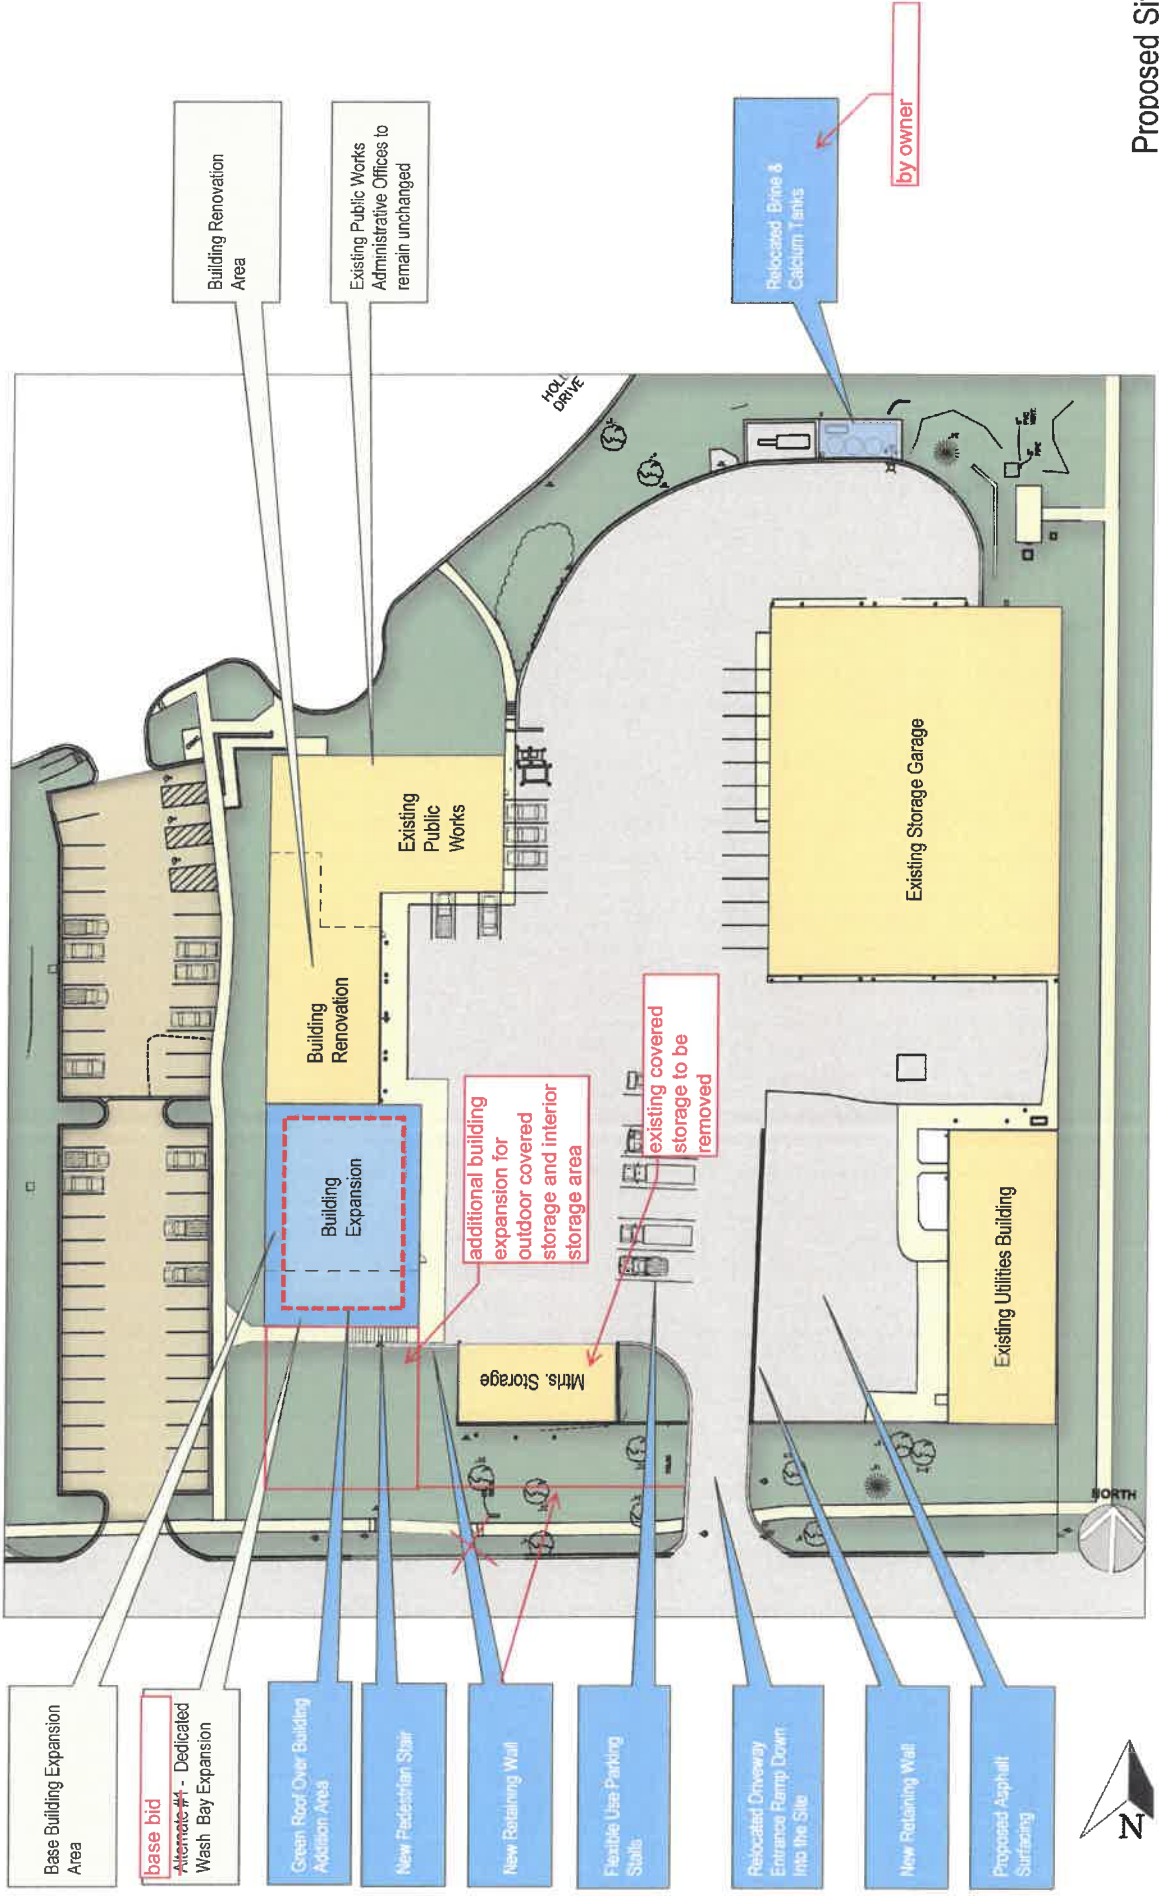 Proposed Si
Building Renovation
Area
Existing Public Works
Administrative Offices to
remain unchanged
Relocated Brine &
Calcium Tanks
by owner
HOL
DRIVE
Existing
Public
Works
Building
Renovation
Building
Expansion
additional building
expansion for
outdoor covered
storage and interior
storage area
existing covered
storage to be
removed
Mtrls. Storage
Existing Storage Garage
Existing Utilities Building
NORTH
Base Building Expansion
Area
base bid
Alternate #1 - Dedicated
Wash Bay Expansion
Green Roof Over Building
Addition Area
New Pedestrian Stair
New Retaining Wall
Flexible Use Parking
Stalls
Relocated Driveway
Entrance Ramp Down
Into the Site
New Retaining Wall
Proposed Asphalt
Surfacing
N